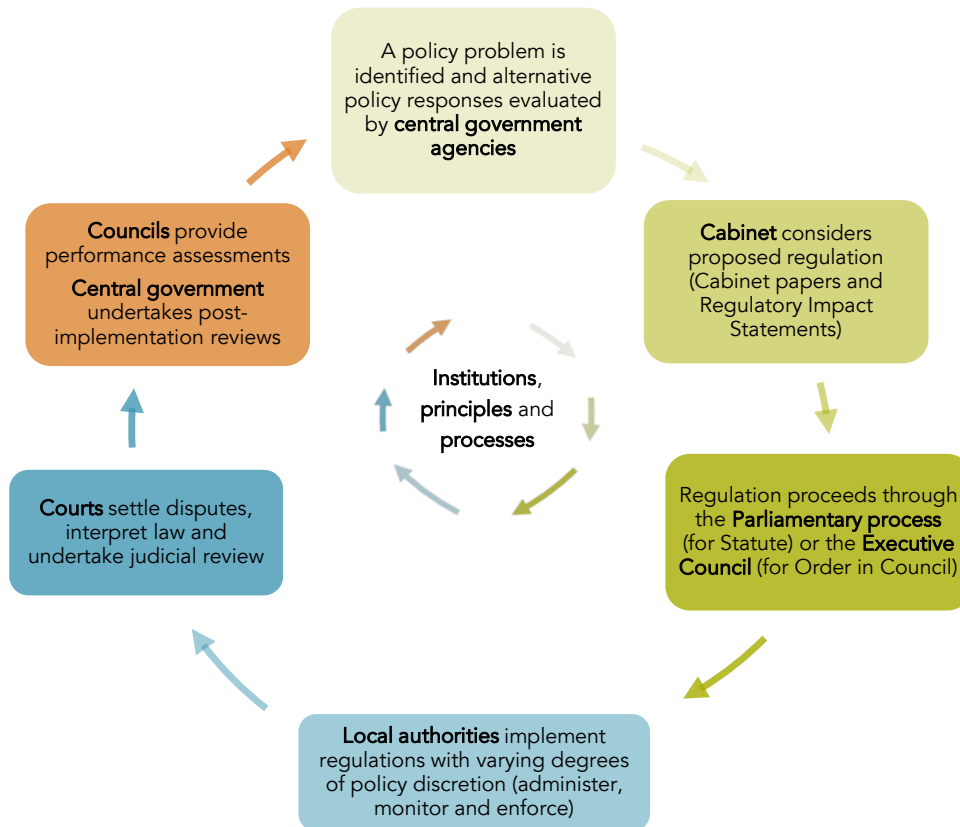 A policy problem is
identified and alternative
policy responses evaluated
by central government
agencies
Cabinet considers
proposed regulation
(Cabinet papers and
Regulatory Impact
Statements)
Regulation proceeds through
the Parliamentary process
(for Statute) or the Executive
Council (for Order in Council)
Local authorities implement
regulations with varying degrees
of policy discretion (administer,
monitor and enforce)
Courts settle disputes,
interpret law and
undertake judicial review
Councils provide
performance assessments
Central government
undertakes post-
implementation reviews
Institutions,
principles and
processes